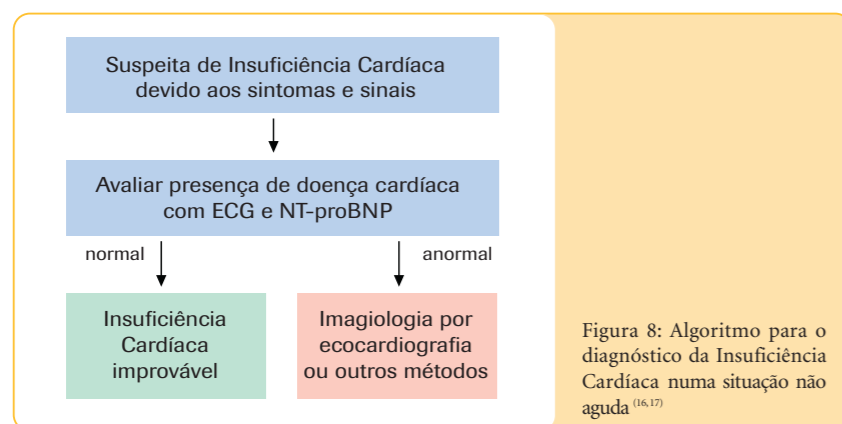 Suspeita de Insuficiência Cardíaca
devido aos sintomas e sinais
Avaliar presença de doença cardíaca
com ECG e NT-proBNP
normal
anormal
Insuficiência
Cardíaca
improvável
Imagiologia por
ecocardiografia
ou outros métodos
Figura 8: Algoritmo para o
diagnóstico da Insuficiência
Cardíaca numa situação não
aguda (16,17)